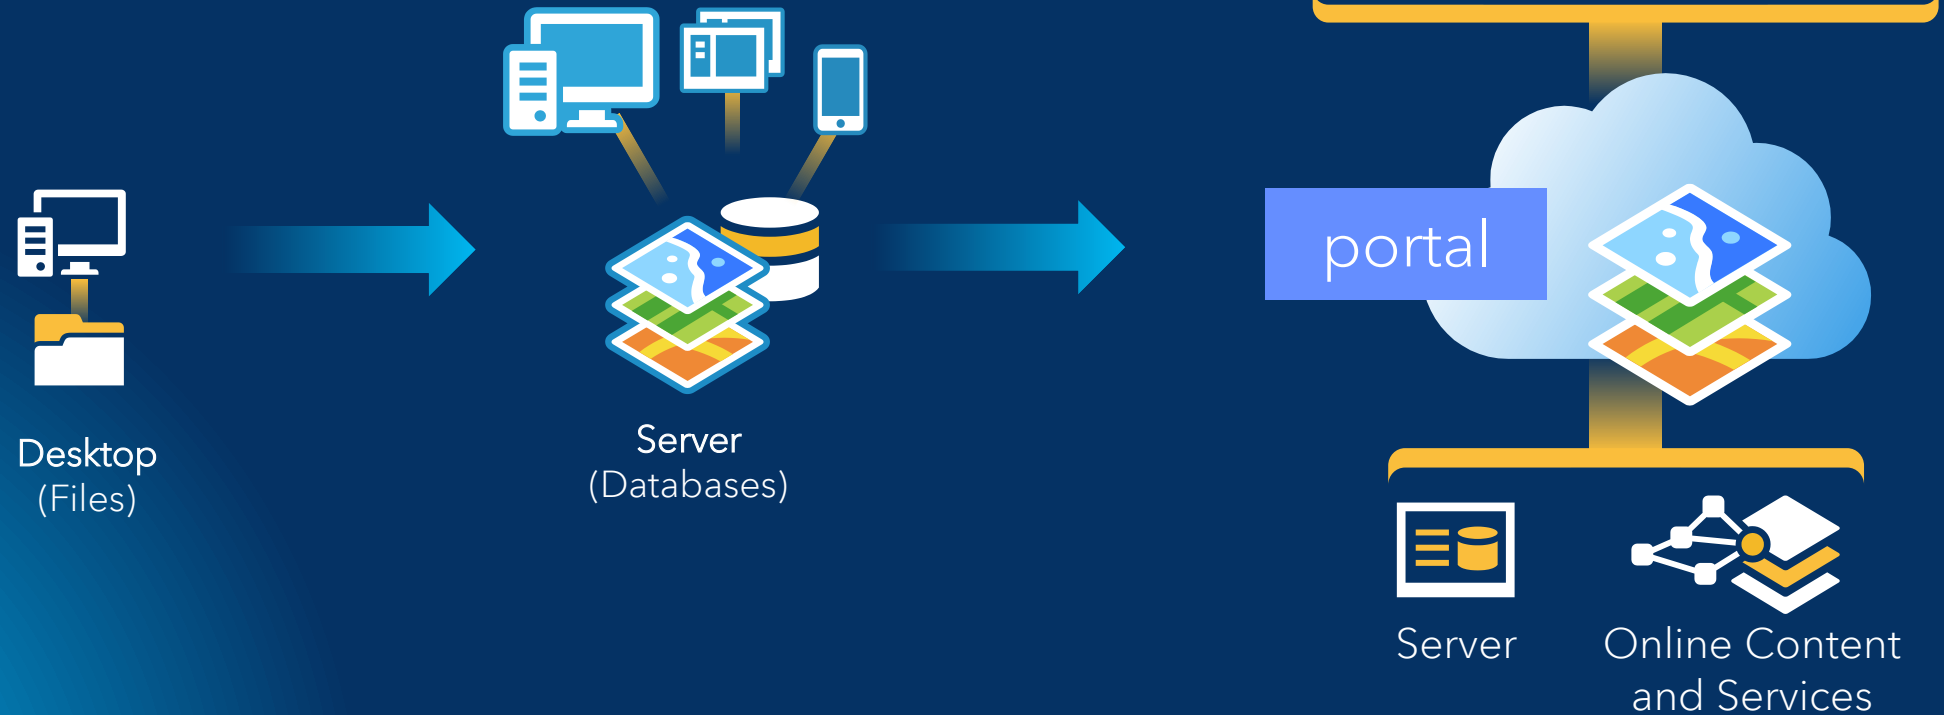 Desktop
(Files)
Server
(Databases)
portal
Server
Online Content
and Services